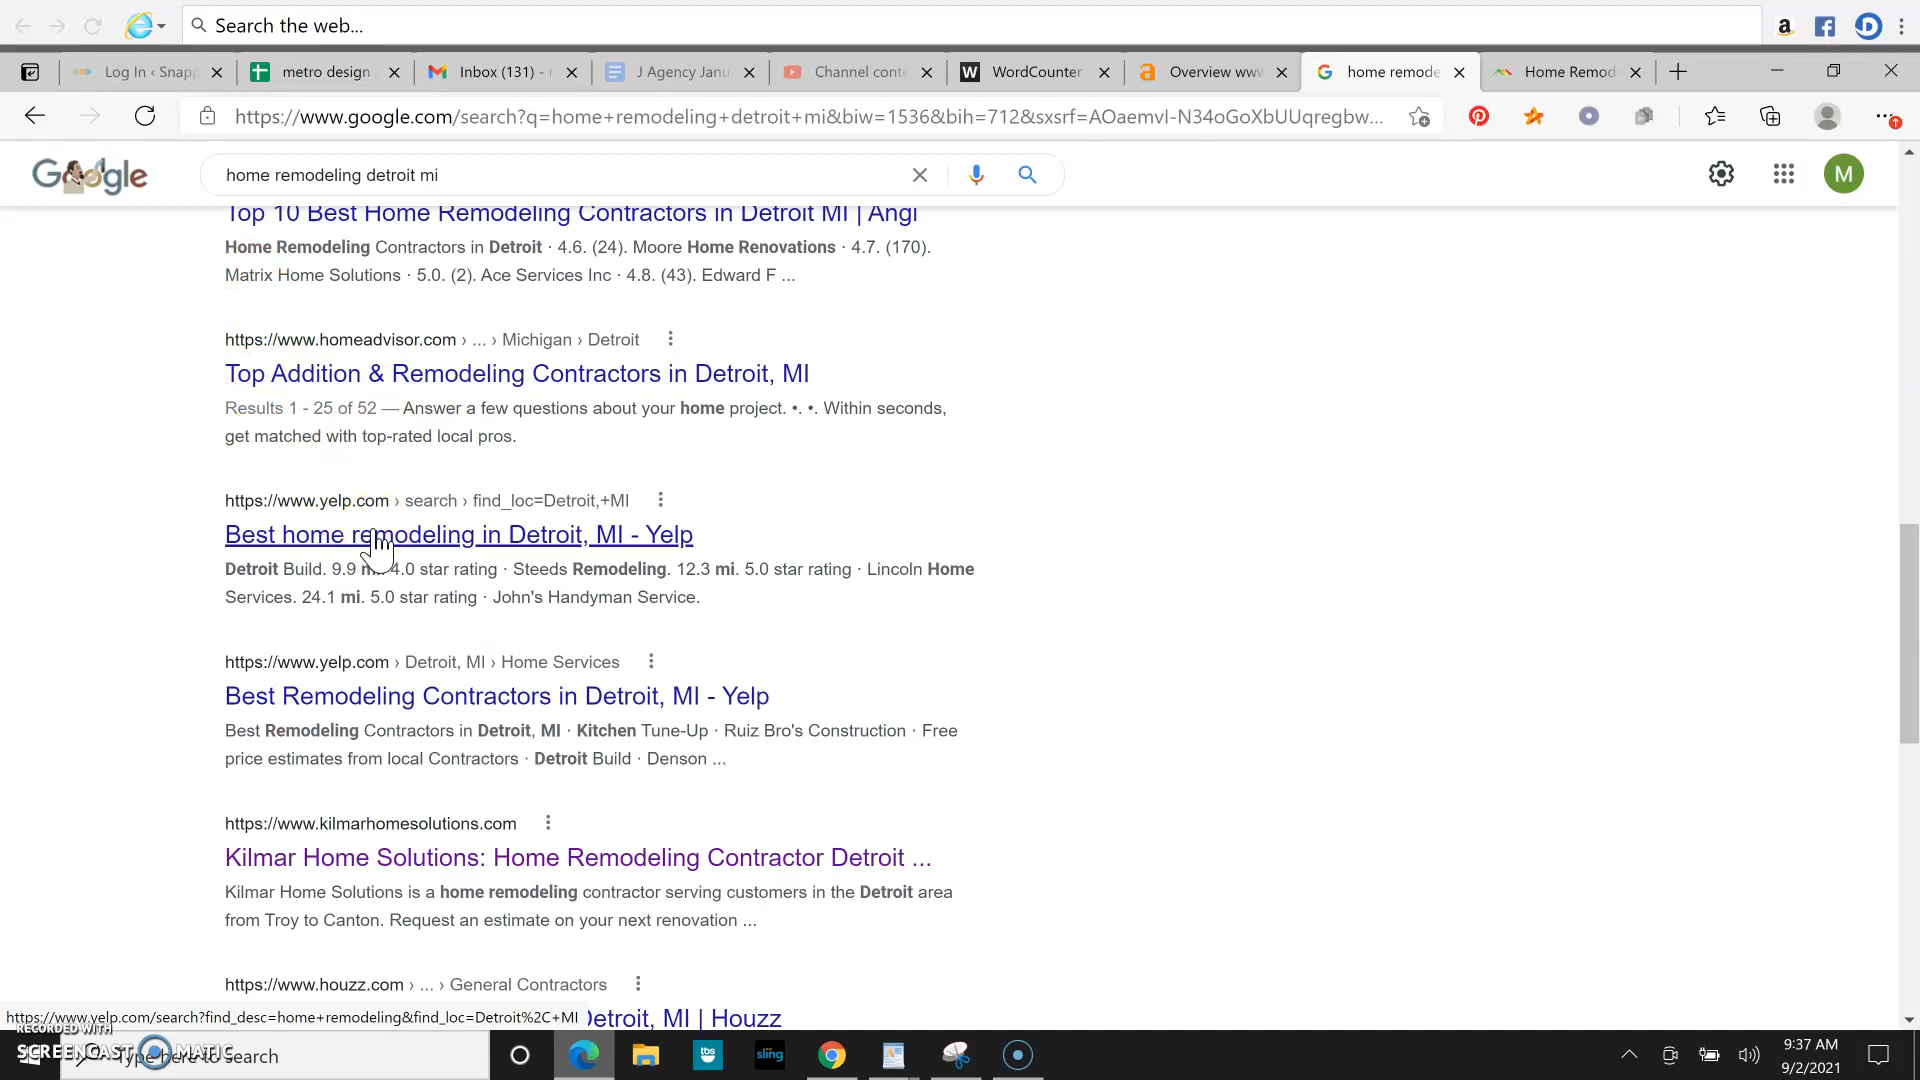 Search the web...
a
Log In ‹ Snapp
metro design
Inbox (131) - r
J Agency Janu
Channel conte
W WordCounter
Overview www
home remode
Home Remod
https://www.google.com/search?q=home+remodeling+detroit+mi&biw=1536&bih=712&sxsrf=AOaemvI-N34oGoXbUUqregbw...
Google
home remodeling detroit mi
M
Top 10 Best Home Remodeling Contractors in Detroit MI | Angi
Home Remodeling Contractors in Detroit · 4.6. (24). Moore Home Renovations · 4.7. (170).
Matrix Home Solutions · 5.0. (2). Ace Services Inc · 4.8. (43). Edward F ...
https://www.homeadvisor.com › ... › Michigan › Detroit
Top Addition & Remodeling Contractors in Detroit, MI
Results 1 - 25 of 52 — Answer a few questions about your home project. •. •. Within seconds,
get matched with top-rated local pros.
https://www.yelp.com › search › find_loc=Detroit,+MI
Best home remodeling in Detroit, MI - Yelp
Detroit Build. 9.9 mi. 4.0 star rating · Steeds Remodeling. 12.3 mi. 5.0 star rating · Lincoln Home
Services. 24.1 mi. 5.0 star rating · John's Handyman Service.
https://www.yelp.com › Detroit, MI › Home Services
Best Remodeling Contractors in Detroit, MI - Yelp
Best Remodeling Contractors in Detroit, MI · Kitchen Tune-Up · Ruiz Bro's Construction · Free
price estimates from local Contractors · Detroit Build · Denson ...
https://www.kilmarhomesolutions.com
Kilmar Home Solutions: Home Remodeling Contractor Detroit ...
Kilmar Home Solutions is a home remodeling contractor serving customers in the Detroit area
from Troy to Canton. Request an estimate on your next renovation ...
https://www.houzz.com › ... › General Contractors
Detroit, MI | Houzz
https://www.yelp.com/search?find_desc=home+remodeling&find_loc=Detroit%2C+MI
RECORDED WITH
SCREENCAST MATIC
Type here to search
tbs
sling
9:37 AM
9/2/2021